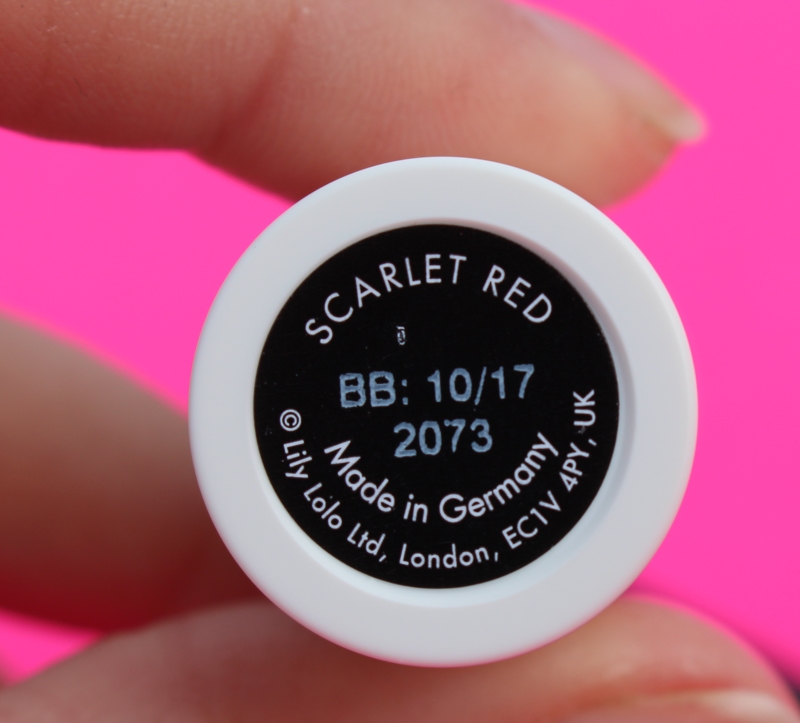 SCARLET RED
BB: 10/17
2073
Made in Germany
© Lily Lolo Ltd, London, EC1V 4PY, UK